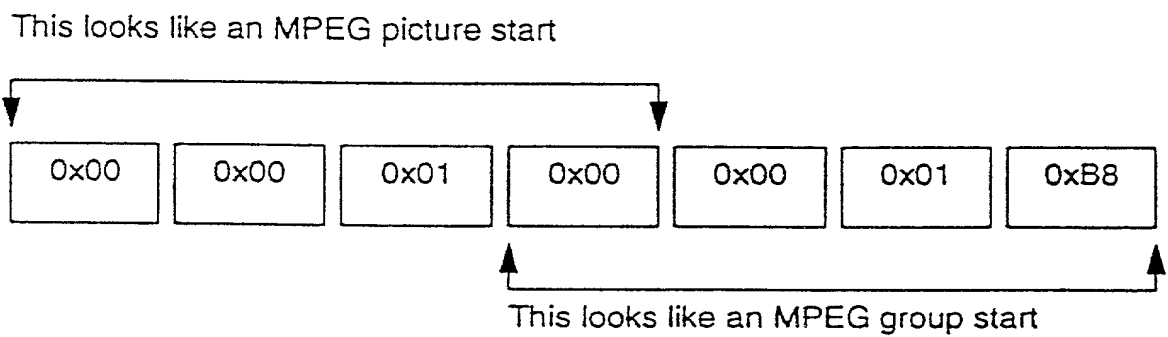 This looks like an MPEG picture start
0x00 0x00 0x01 0x00 0x00 0x01 0xB8
This looks like an MPEG group start